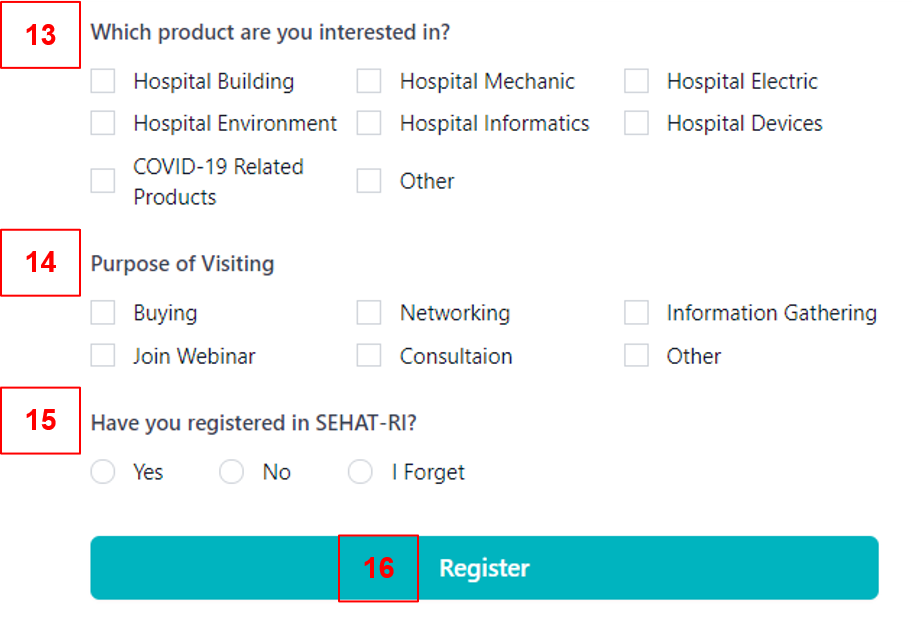 13 Which product are you interested in?
Hospital Building Hospital Mechanic Hospital Electric
Hospital Environment Hospital Informatics Hospital Devices
COVID-19 Related
Products
Other
14 Purpose of Visiting
Buying Networking Information Gathering
Join Webinar Consultaion Other
15 Have you registered in SEHAT-RI?
Yes No I Forget
16 Register